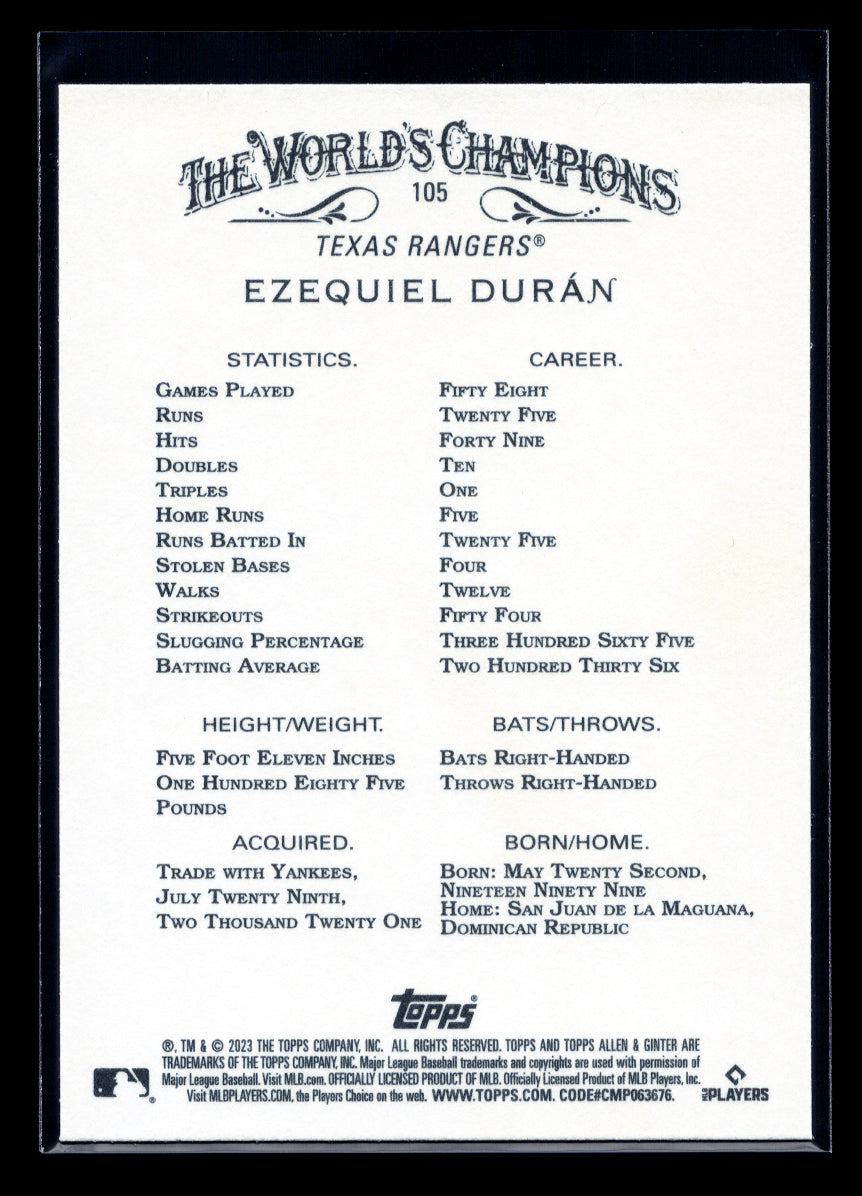 THE WORLD'S CHAMPIONS
105
TEXAS RANGERS®
EZEQUIEL DURÁN
STATISTICS. CAREER.
GAMES PLAYED FIFTY EIGHT
RUNS TWENTY FIVE
HITS FORTY NINE
DOUBLES TEN
TRIPLES ONE
HOME RUNS FIVE
RUNS BATTED IN TWENTY FIVE
STOLEN BASES FOUR
WALKS TWELVE
STRIKEOUTS FIFTY FOUR
SLUGGING PERCENTAGE THREE HUNDRED SIXTY FIVE
BATTING AVERAGE TWO HUNDRED THIRTY SIX
HEIGHT/WEIGHT.
FIVE FOOT ELEVEN INCHES
ONE HUNDRED EIGHTY FIVE
POUNDS
BATS/THROWS.
BATS RIGHT-HANDED
THROWS RIGHT-HANDED
ACQUIRED.
TRADE WITH YANKEES,
JULY TWENTY NINTH,
TWO THOUSAND TWENTY ONE
BORN/HOME.
BORN: MAY TWENTY SECOND,
NINETEEN NINETY NINE
HOME: SAN JUAN DE LA MAGUANA,
DOMINICAN REPUBLIC
Topps®
®, TM & © 2023 THE TOPPS COMPANY, INC. ALL RIGHTS RESERVED. TOPPS AND TOPPS ALLEN & GINTER ARE
TRADEMARKS OF THE TOPPS COMPANY, INC. Major League Baseball trademarks and copyrights are used with permission of
Major League Baseball. Visit MLB.com. OFFICIALLY LICENSED PRODUCT OF MLB. Officially Licensed Product of MLB Players, Inc.
Visit MLBPLAYERS.COM, the Players Choice on the web. WWW.TOPPS.COM. CODE#CMP063676.
MLB PLAYERS